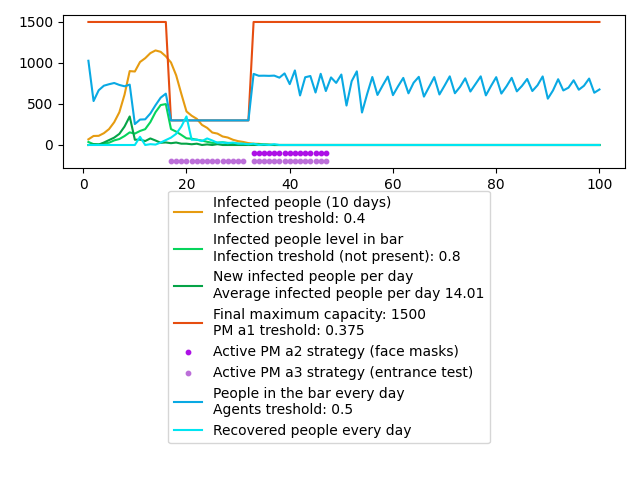 1500
1000
500
0
0 20 40 60 80 100
Infected people (10 days)
Infection treshold: 0.4
Infected people level in bar
Infection treshold (not present): 0.8
New infected people per day
Average infected people per day 14.01
Final maximum capacity: 1500
PM a1 treshold: 0.375
Active PM a2 strategy (face masks)
Active PM a3 strategy (entrance test)
People in the bar every day
Agents treshold: 0.5
Recovered people every day